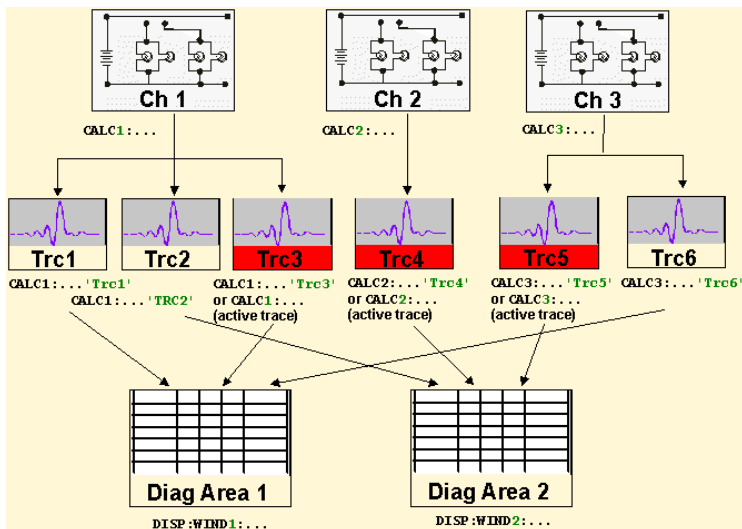 Ch 1
Ch 2
Ch 3
CALC1:...
CALC2:...
CALC3:...
Trc1
Trc2
Trc3
Trc4
Trc5
Trc6
CALC1:...'Trc1'
CALC1:...'TRC2'
CALC1:...'Trc3'
or CALC1:...
(active trace)
CALC2:...'Trc4'
or CALC2:...
(active trace)
CALC3:...'Trc5'
or CALC3:...
(active trace)
CALC3:...'Trc6'
Diag Area 1
Diag Area 2
DISP:WIND1:...
DISP:WIND2:...